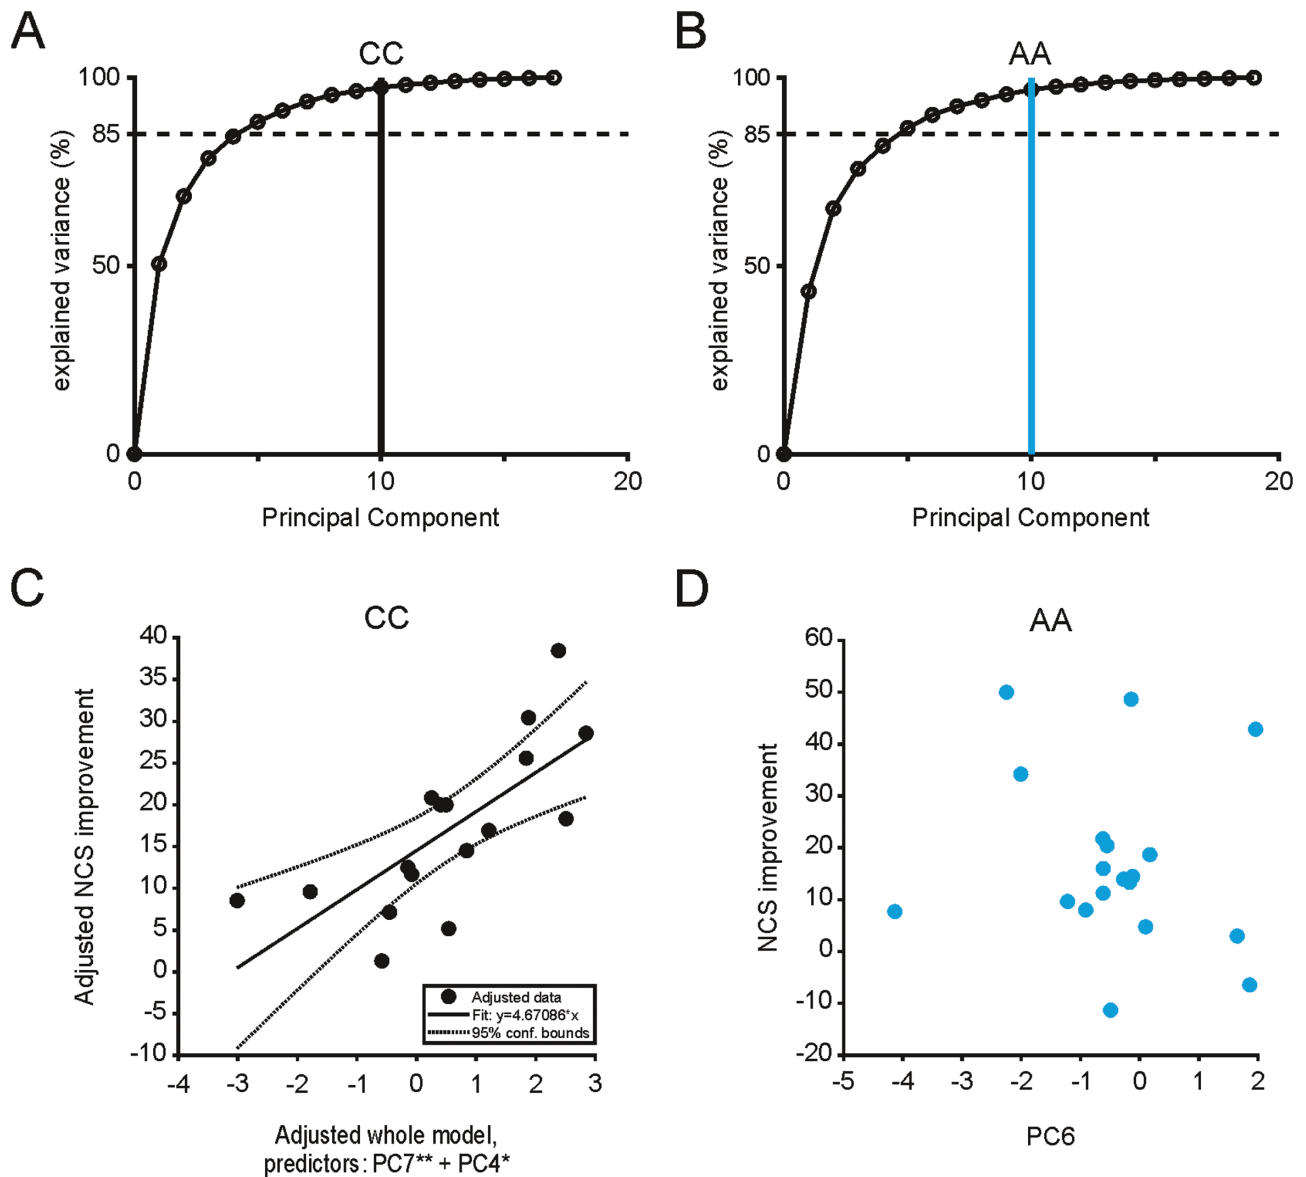 A
CC
100
85
50
0
explained variance (%)
0
10
20
Principal Component
B
AA
100
85
50
0
explained variance (%)
0
10
20
Principal Component
C
CC
40
35
30
25
20
15
10
5
0
-5
-10
Adjusted NCS improvement
Adjusted data
Fit: y=4.67086*x
95% conf. bounds
-4 -3 -2 -1 0 1 2 3
Adjusted whole model,
predictors: PC7** + PC4*
D
AA
60
50
40
30
20
10
0
-10
-20
NCS improvement
-5 -4 -3 -2 -1 0 1 2
PC6